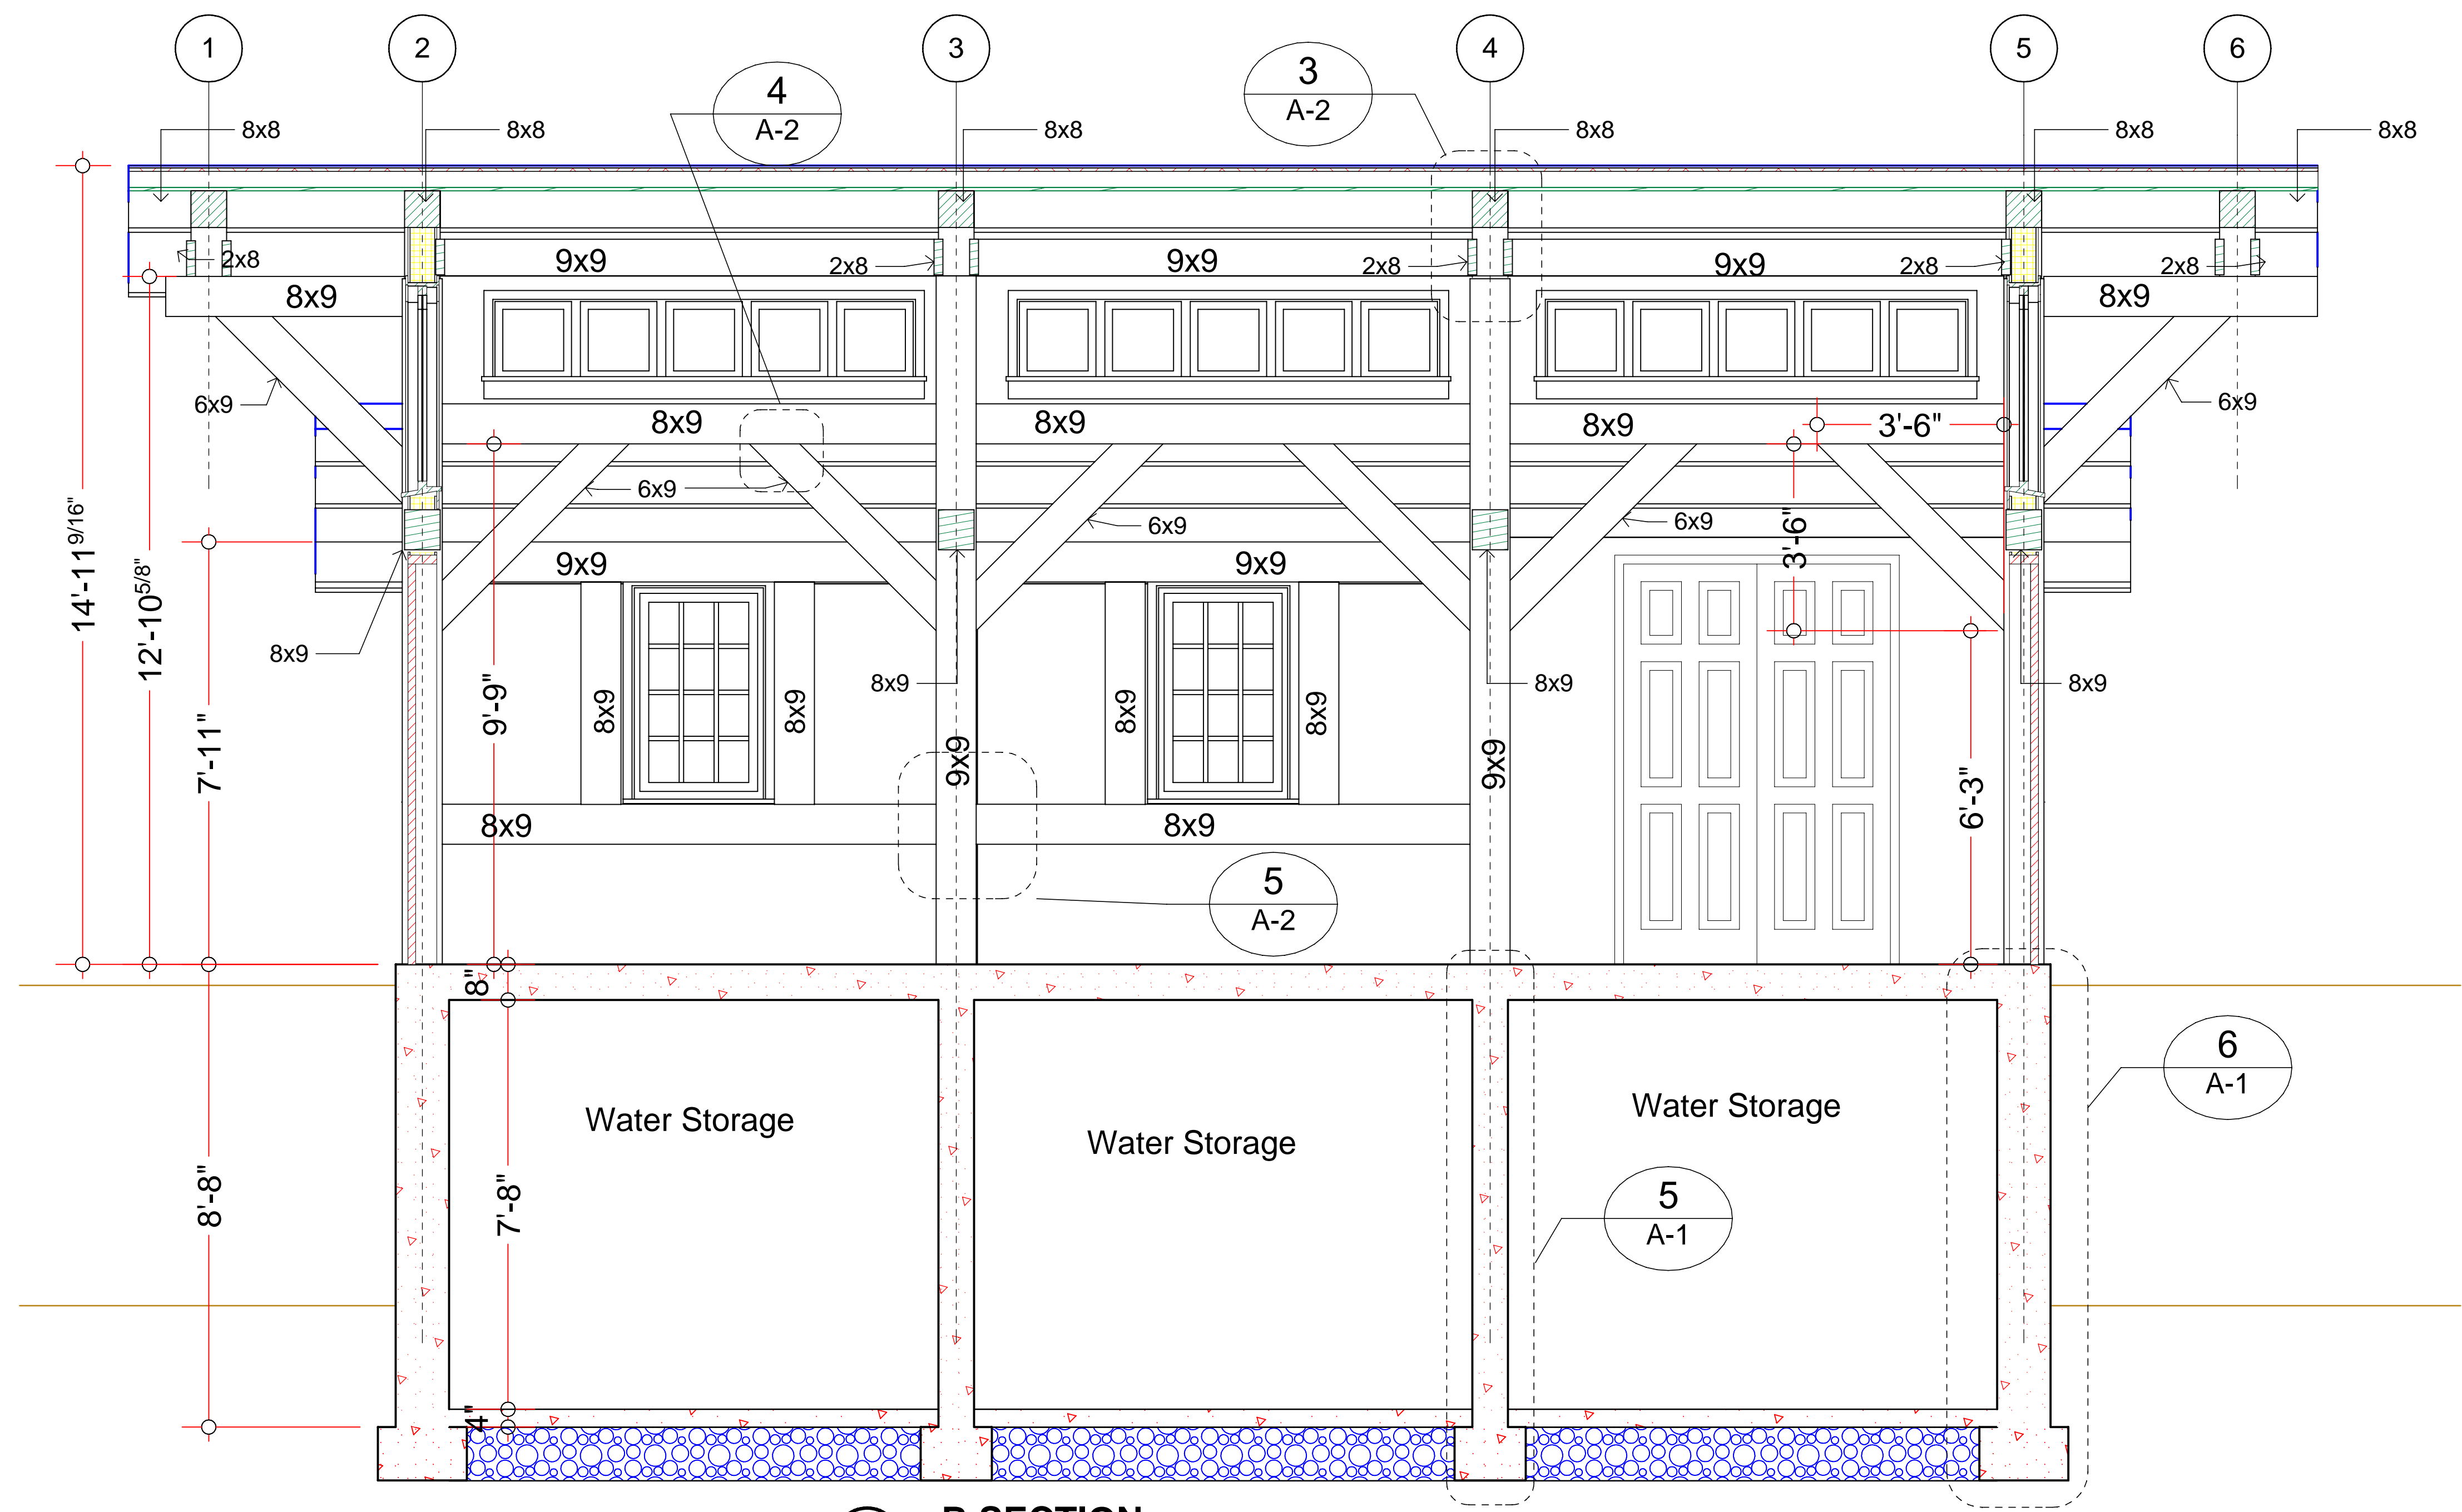 1
2
3
4
5
6
4
A-2
3
A-2
8x8
8x8
8x8
8x8
8x8
8x8
2x8
9x9
2x8
9x9
2x8
9x9
2x8
2x8
8x9
8x9
6x9
8x9
8x9
8x9
3'-6"
6x9
6x9
6x9
6x9
3'-6"
9x9
9x9
14'-11 9/16"
12'-10 5/8"
7'-11"
9'-9"
8x9
8x9
8x9
8x9
8x9
8x9
8x9
8x9
9x9
9x9
6'-3"
8x9
8x9
5
A-2
8"
Water Storage
Water Storage
Water Storage
6
A-1
8'-8"
7'-8"
5
A-1
4"
B-SECTION